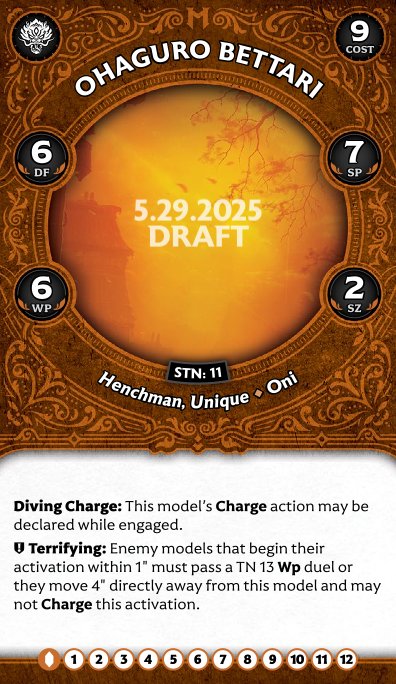 M
OHAGURO BETTARI
9
COST
6
DF
7
SP
5.29.2025
DRAFT
6
WP
2
SZ
STN: 11
Henchman, Unique ◆ Oni
Diving Charge: This model's Charge action may be
declared while engaged.
Terrifying: Enemy models that begin their
activation within 1" must pass a TN 13 Wp duel or
they move 4" directly away from this model and may
not Charge this activation.
1 2 3 4 5 6 7 8 9 10 11 12